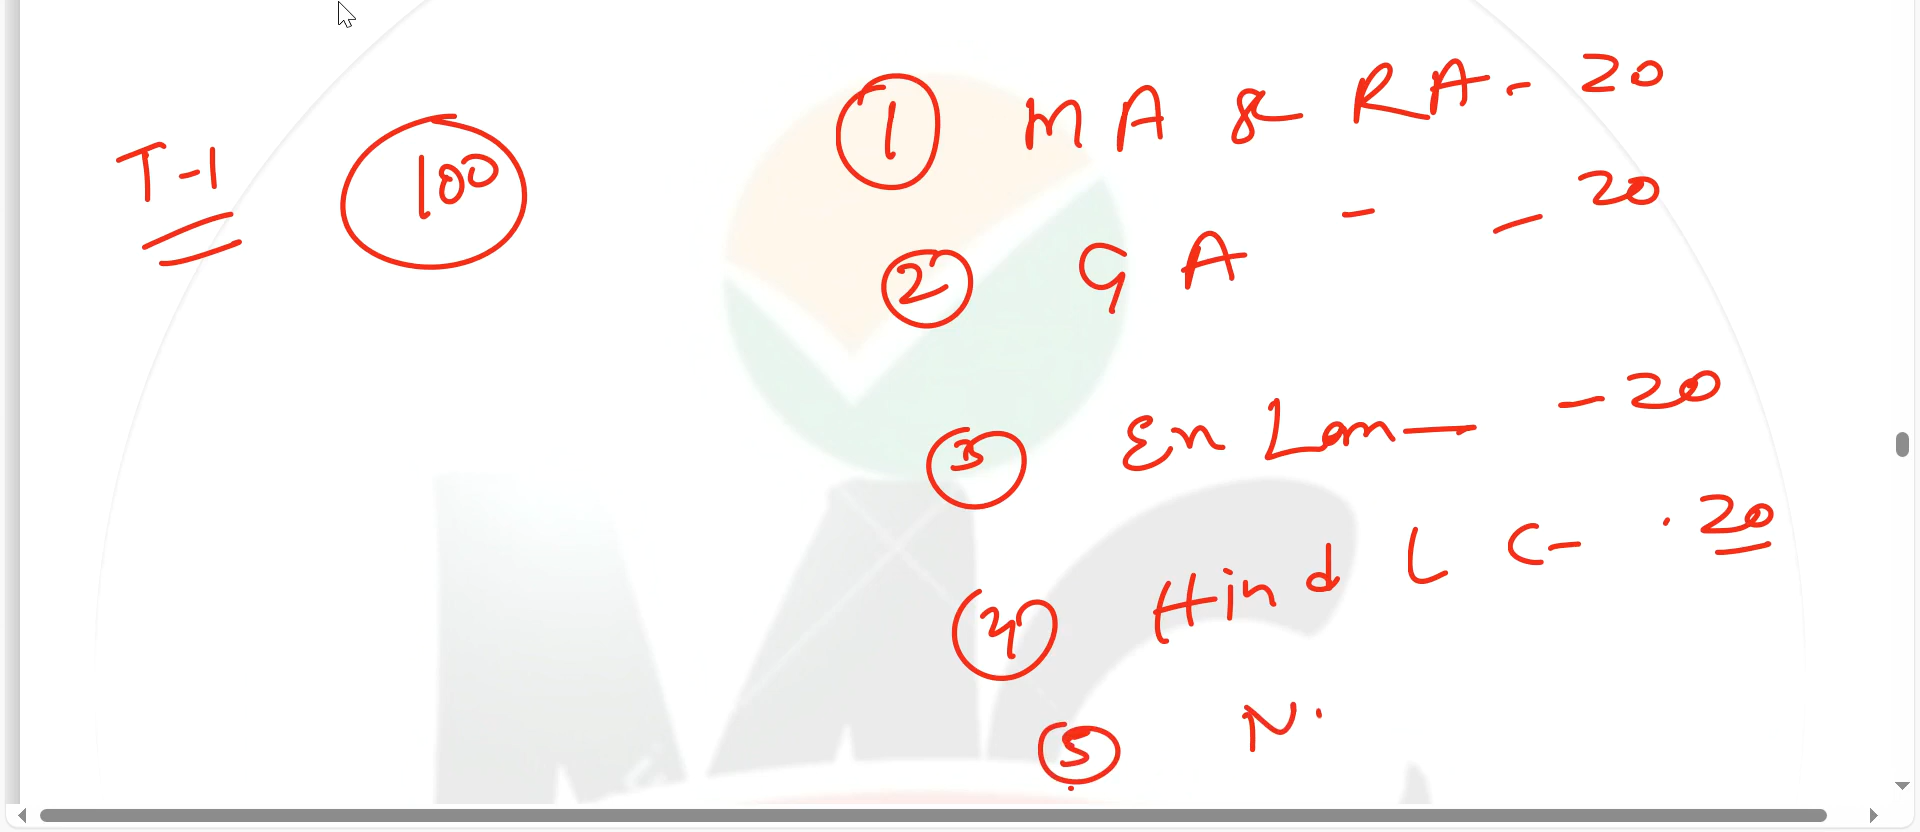 T-1 100
① MA & RA - 20
② GA - - 20
③ En Lan - 20
④ Hind L C - 20
⑤ N.